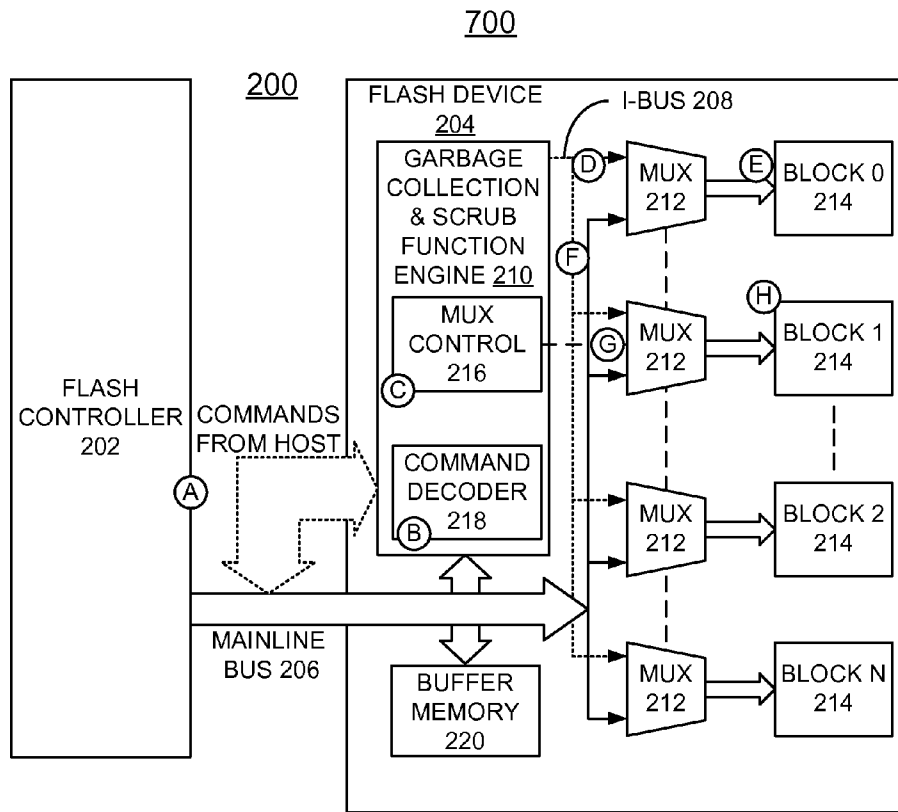 700
200
FLASH DEVICE
204
I-BUS 208
GARBAGE
COLLECTION
& SCRUB
FUNCTION
ENGINE 210
MUX
CONTROL
216
C
COMMAND
DECODER
218
B
FLASH
CONTROLLER
202
COMMANDS
FROM HOST
A
MAINLINE
BUS 206
BUFFER
MEMORY
220
D
F
G
MUX
212
E
BLOCK 0
214
MUX
212
H
BLOCK 1
214
MUX
212
BLOCK 2
214
MUX
212
BLOCK N
214